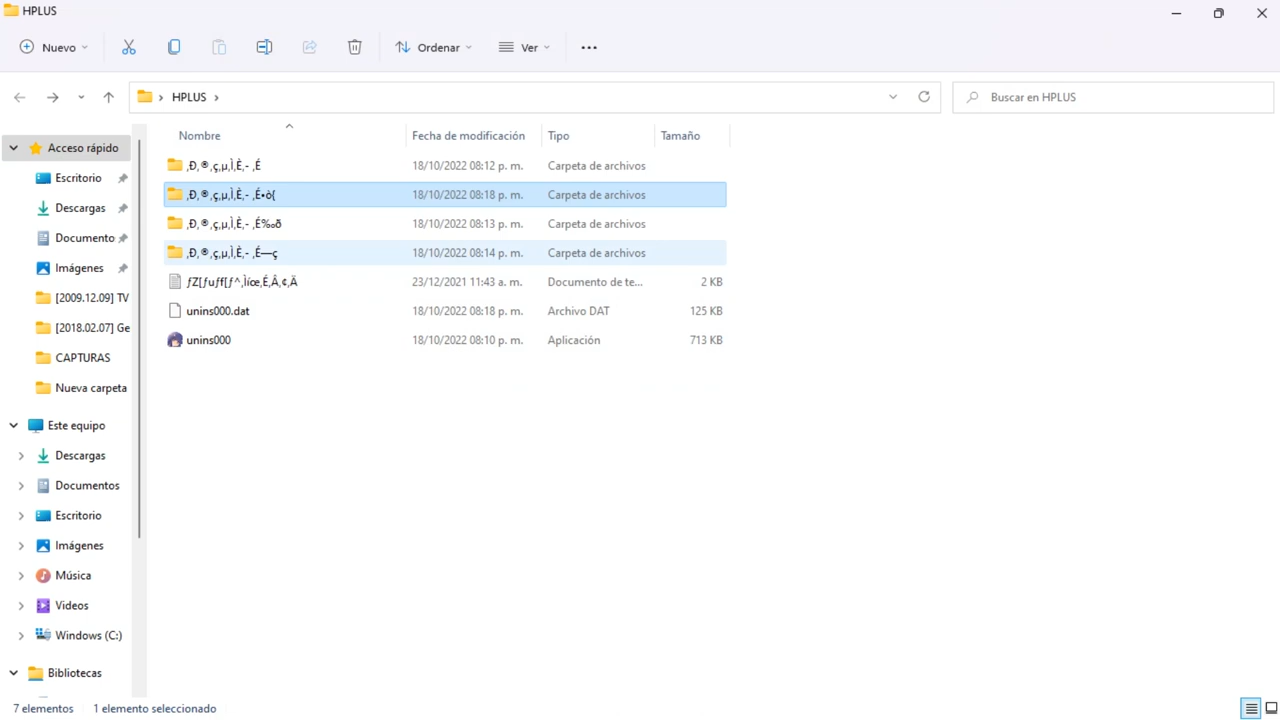 HPLUS
Nuevo
Ordenar
Ver
HPLUS
Buscar en HPLUS
Nombre Fecha de modificación Tipo Tamaño
‚Ð‚®‚ç‚µ‚Ì‚È‚­ ‚É 18/10/2022 08:12 p. m. Carpeta de archivos
‚Ð‚®‚ç‚µ‚Ì‚È‚­ ‚É•ò{ 18/10/2022 08:18 p. m. Carpeta de archivos
‚Ð‚®‚ç‚µ‚Ì‚È‚­ ‚É‰ð 18/10/2022 08:13 p. m. Carpeta de archivos
‚Ð‚®‚ç‚µ‚Ì‚È‚­ ‚É—ç 18/10/2022 08:14 p. m. Carpeta de archivos
ƒZ[ƒuƒf[ƒ^‚Ìíœ‚É‚Â‚¢‚Ä 23/12/2021 11:43 a. m. Documento de te... 2 KB
unins000.dat 18/10/2022 08:18 p. m. Archivo DAT 125 KB
unins000 18/10/2022 08:10 p. m. Aplicación 713 KB
Acceso rápido
Escritorio
Descargas
Documento
Imágenes
[2009.12.09] TV
[2018.02.07] Ge
CAPTURAS
Nueva carpeta
Este equipo
Descargas
Documentos
Escritorio
Imágenes
Música
Videos
Windows (C:)
Bibliotecas
7 elementos 1 elemento seleccionado